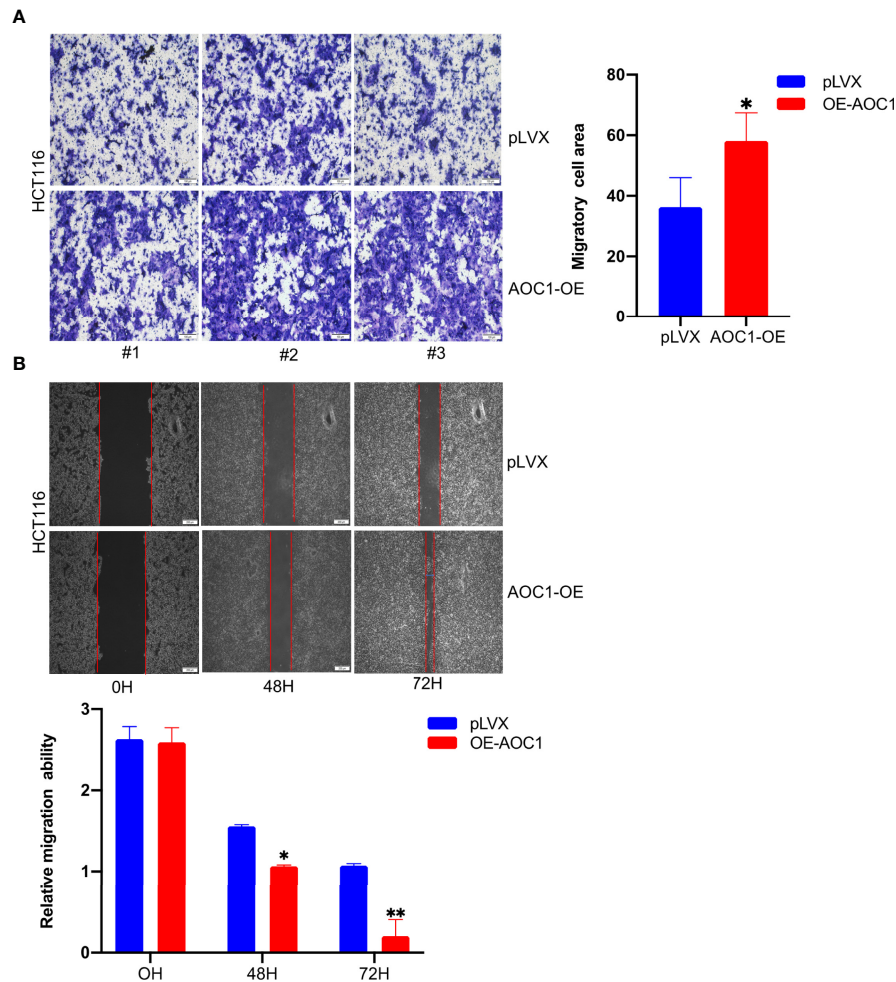 A
HCT116
pLVX
AOC1-OE
#1 #2 #3
Migratory cell area
80
60
40
20
0
*
pLVX AOC1-OE
pLVX
OE-AOC1
B
HCT116
pLVX
AOC1-OE
0H 48H 72H
Relative migration ability
3
2
1
0
*
**
OH 48H 72H
pLVX
OE-AOC1